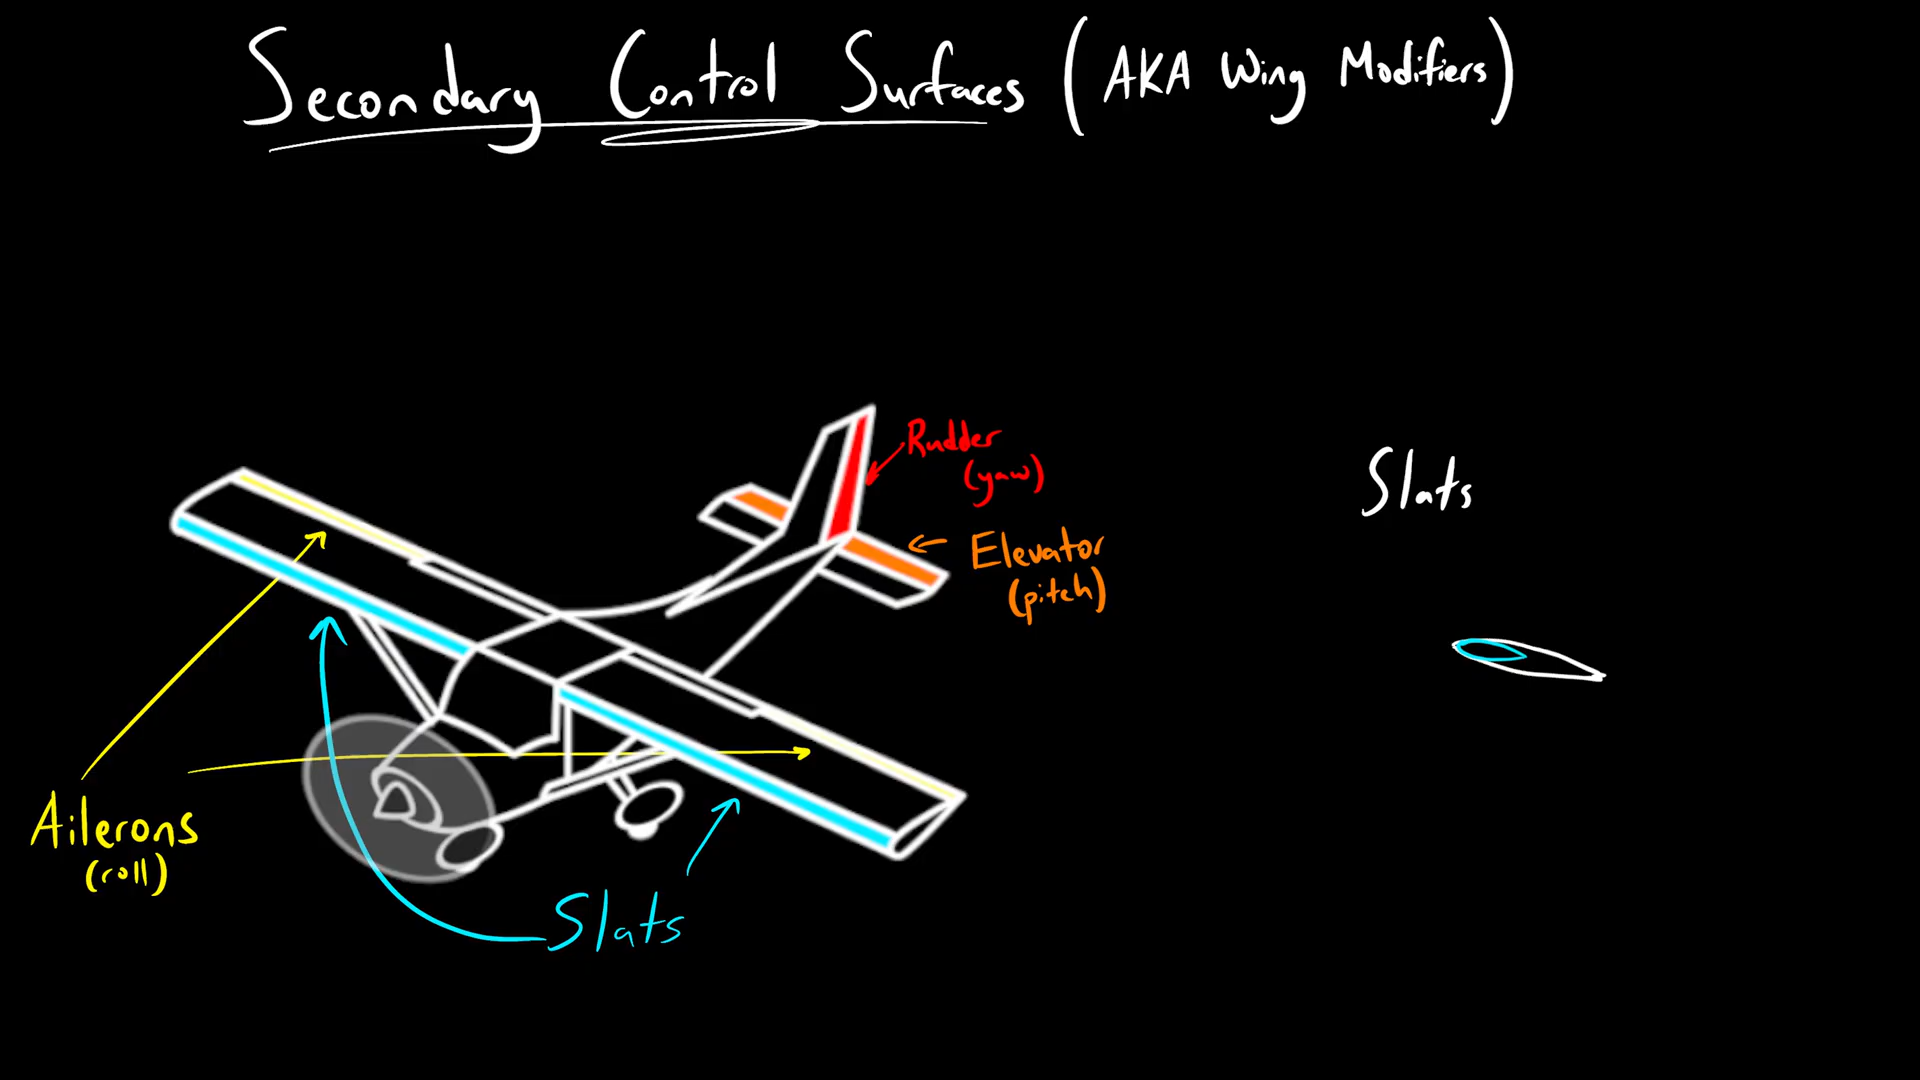 Secondary Control Surfaces (AKA Wing Modifiers)
Rudder
(yaw)
Elevator
(pitch)
Slats
Ailerons
(roll)
Slats